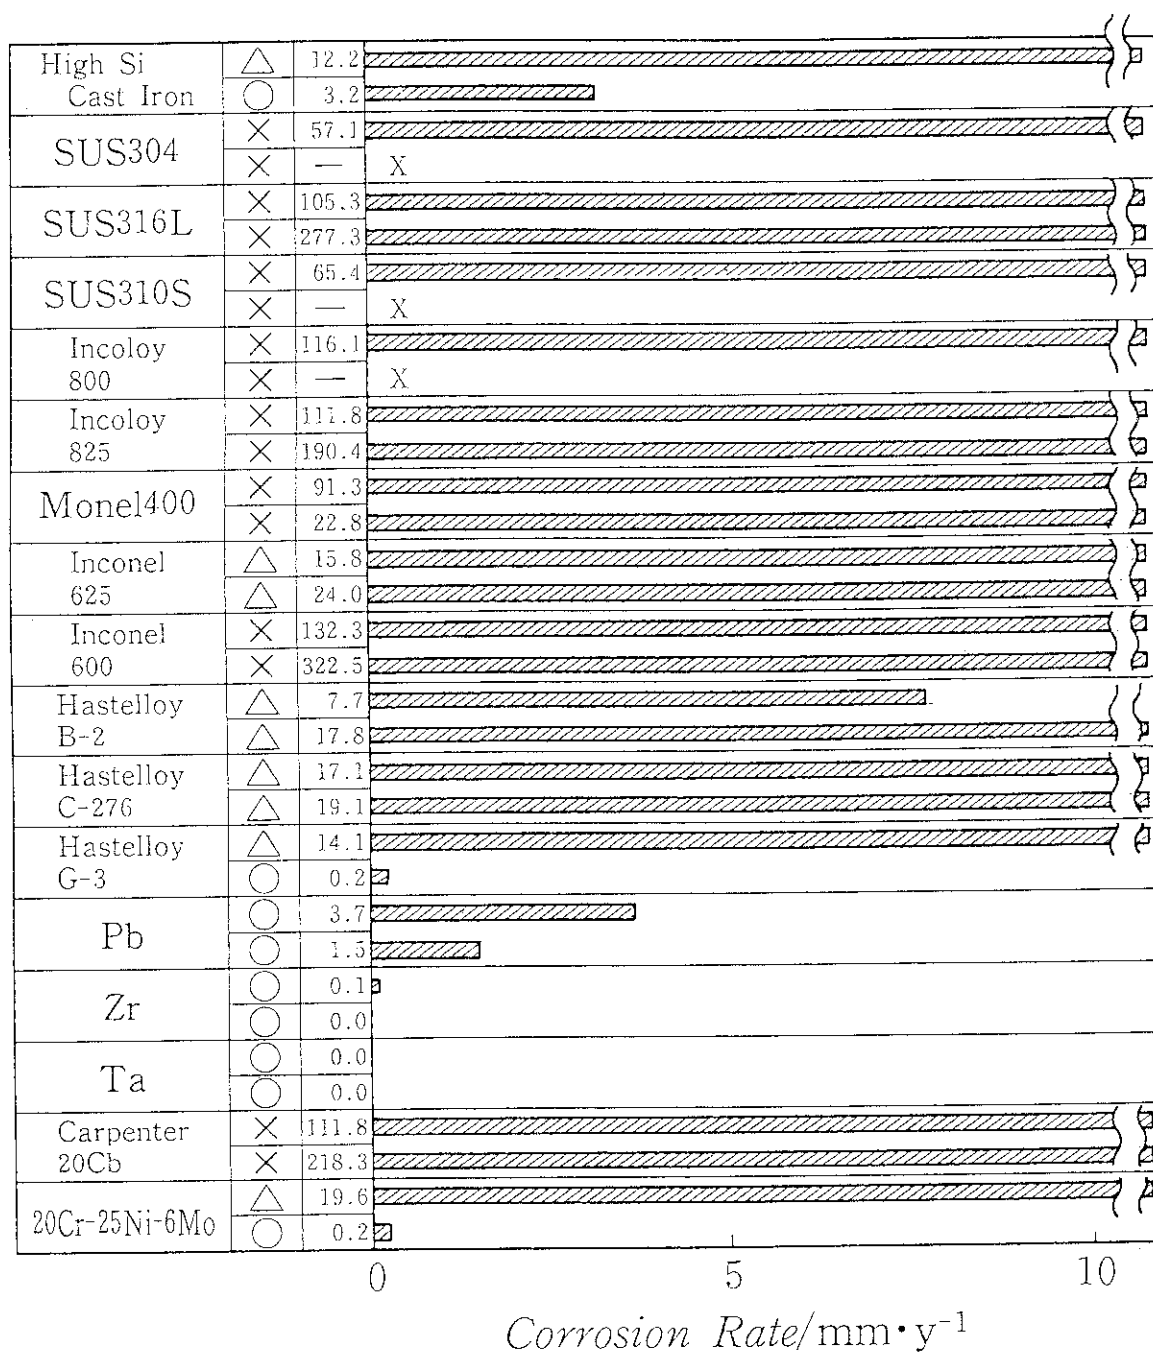 High Si
Cast Iron
△ 12.2
○ 3.2
SUS304
× 57.1
× — X
SUS316L
× 105.3
× 277.3
SUS310S
× 65.4
× — X
Incoloy
800
× 116.1
× — X
Incoloy
825
× 111.8
× 190.4
Monel400
× 91.3
× 22.8
Inconel
625
△ 15.8
△ 24.0
Inconel
600
× 132.3
× 322.5
Hastelloy
B-2
△ 7.7
△ 17.8
Hastelloy
C-276
△ 17.1
△ 19.1
Hastelloy
G-3
△ 14.1
○ 0.2
Pb
○ 3.7
○ 1.5
Zr
○ 0.1
○ 0.0
Ta
○ 0.0
○ 0.0
Carpenter
20Cb
× 111.8
× 218.3
20Cr-25Ni-6Mo
△ 19.6
○ 0.2
0 5 10
Corrosion Rate/mm·y⁻¹